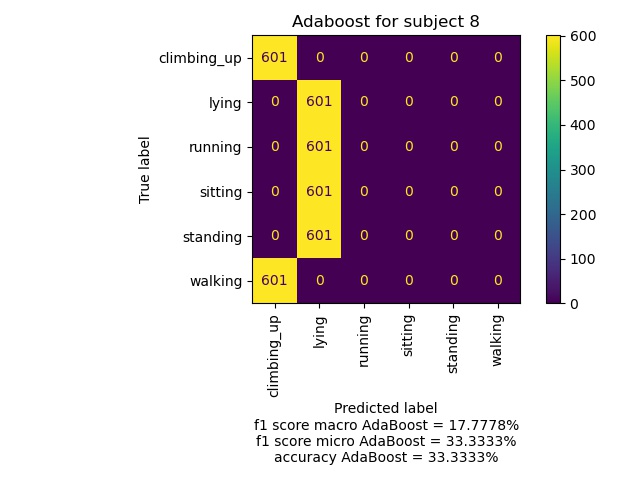 Adaboost for subject 8
True label
climbing_up 601 0 0 0 0 0
lying 0 601 0 0 0 0
running 0 601 0 0 0 0
sitting 0 601 0 0 0 0
standing 0 601 0 0 0 0
walking 601 0 0 0 0 0
climbing_up lying running sitting standing walking
Predicted label
f1 score macro AdaBoost = 17.7778%
f1 score micro AdaBoost = 33.3333%
accuracy AdaBoost = 33.3333%
600
500
400
300
200
100
0